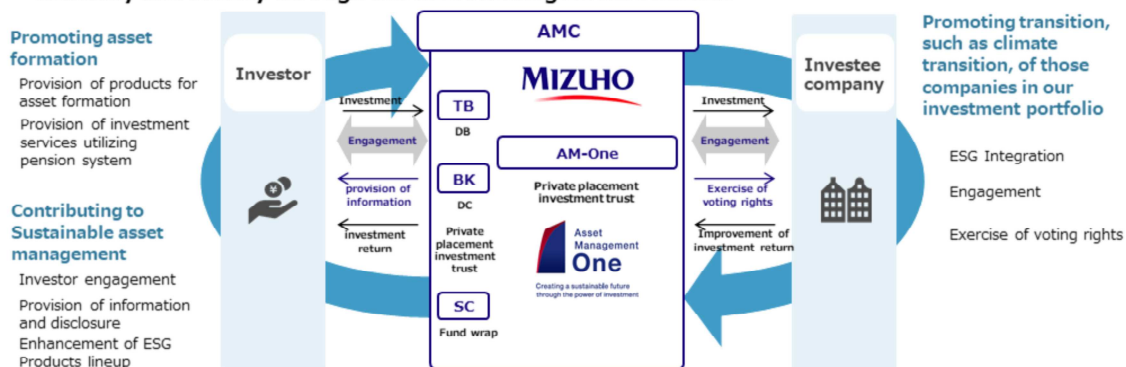 Promoting asset
formation
Provision of products for
asset formation
Provision of investment
services utilizing
pension system
Contributing to
Sustainable asset
management
Investor engagement
Provision of information
and disclosure
Enhancement of ESG
Products lineup
Investor
Investment
Engagement
provision of
information
investment
return
AMC
MIZUHO
TB
DB
BK
DC
Private
placement
investment
trust
SC
Fund wrap
AM-One
Private placement
investment trust
Asset
Management
One
Creating a sustainable future
through the power of investment
Investment
Engagement
Exercise of
voting rights
Improvement of
investment return
Investee
company
Promoting transition,
such as climate
transition, of those
companies in our
investment portfolio
ESG Integration
Engagement
Exercise of voting rights